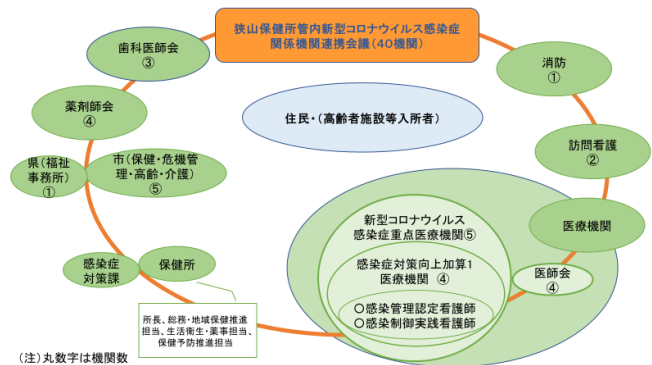 狭山保健所管内新型コロナウイルス感染症
関係機関連携会議（40機関）
歯科医師会
③
消防
①
薬剤師会
④
住民・（高齢者施設等入所者）
訪問看護
②
県（福祉
事務所）
①
市（保健・危機管
理・高齢・介護）
⑤
医療機関
新型コロナウイルス
感染症重点医療機関⑤
感染症対策向上加算1
医療機関 ④
〇感染管理認定看護師
〇感染制御実践看護師
医師会
④
感染症
対策課
保健所
所長、総務・地域保健推進
担当、生活衛生・薬事担当、
保健予防推進担当
（注）丸数字は機関数